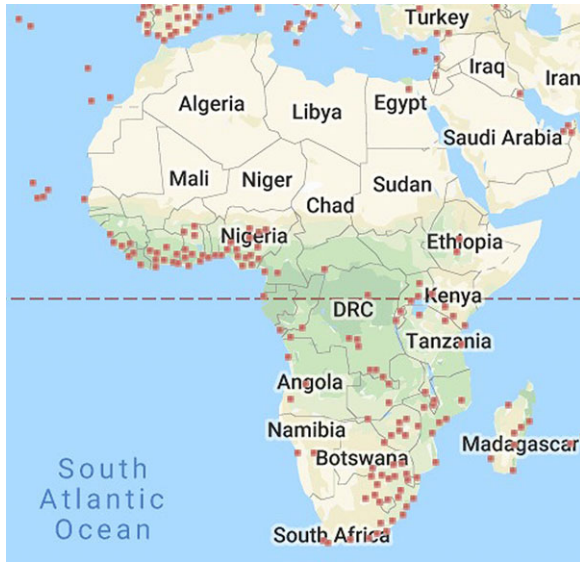 Turkey
Iraq
Iran
Algeria
Libya
Egypt
Saudi Arabia
Mali
Niger
Sudan
Chad
Nigeria
Ethiopia
DRC
Kenya
Tanzania
Angola
Namibia
Madagascar
Botswana
South
Atlantic
Ocean
South Africa